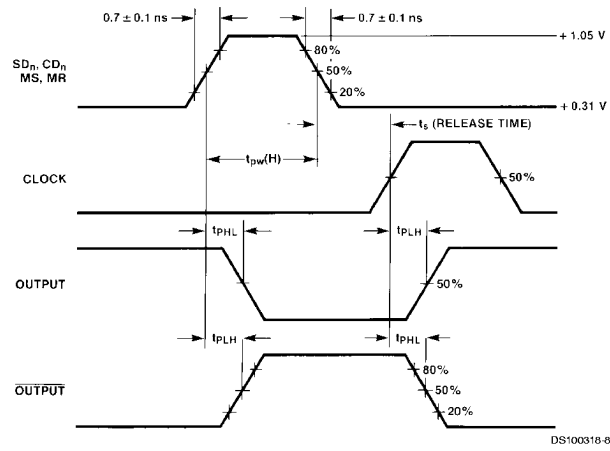 0.7 ± 0.1 ns
0.7 ± 0.1 ns
+ 1.05 V
SDn, CDn
MS, MR
80%
50%
20%
+ 0.31 V
ts (RELEASE TIME)
tpw(H)
CLOCK
50%
tPHL
tPLH
OUTPUT
50%
tPLH
tPHL
OUTPUT
80%
50%
20%
DS100318-8